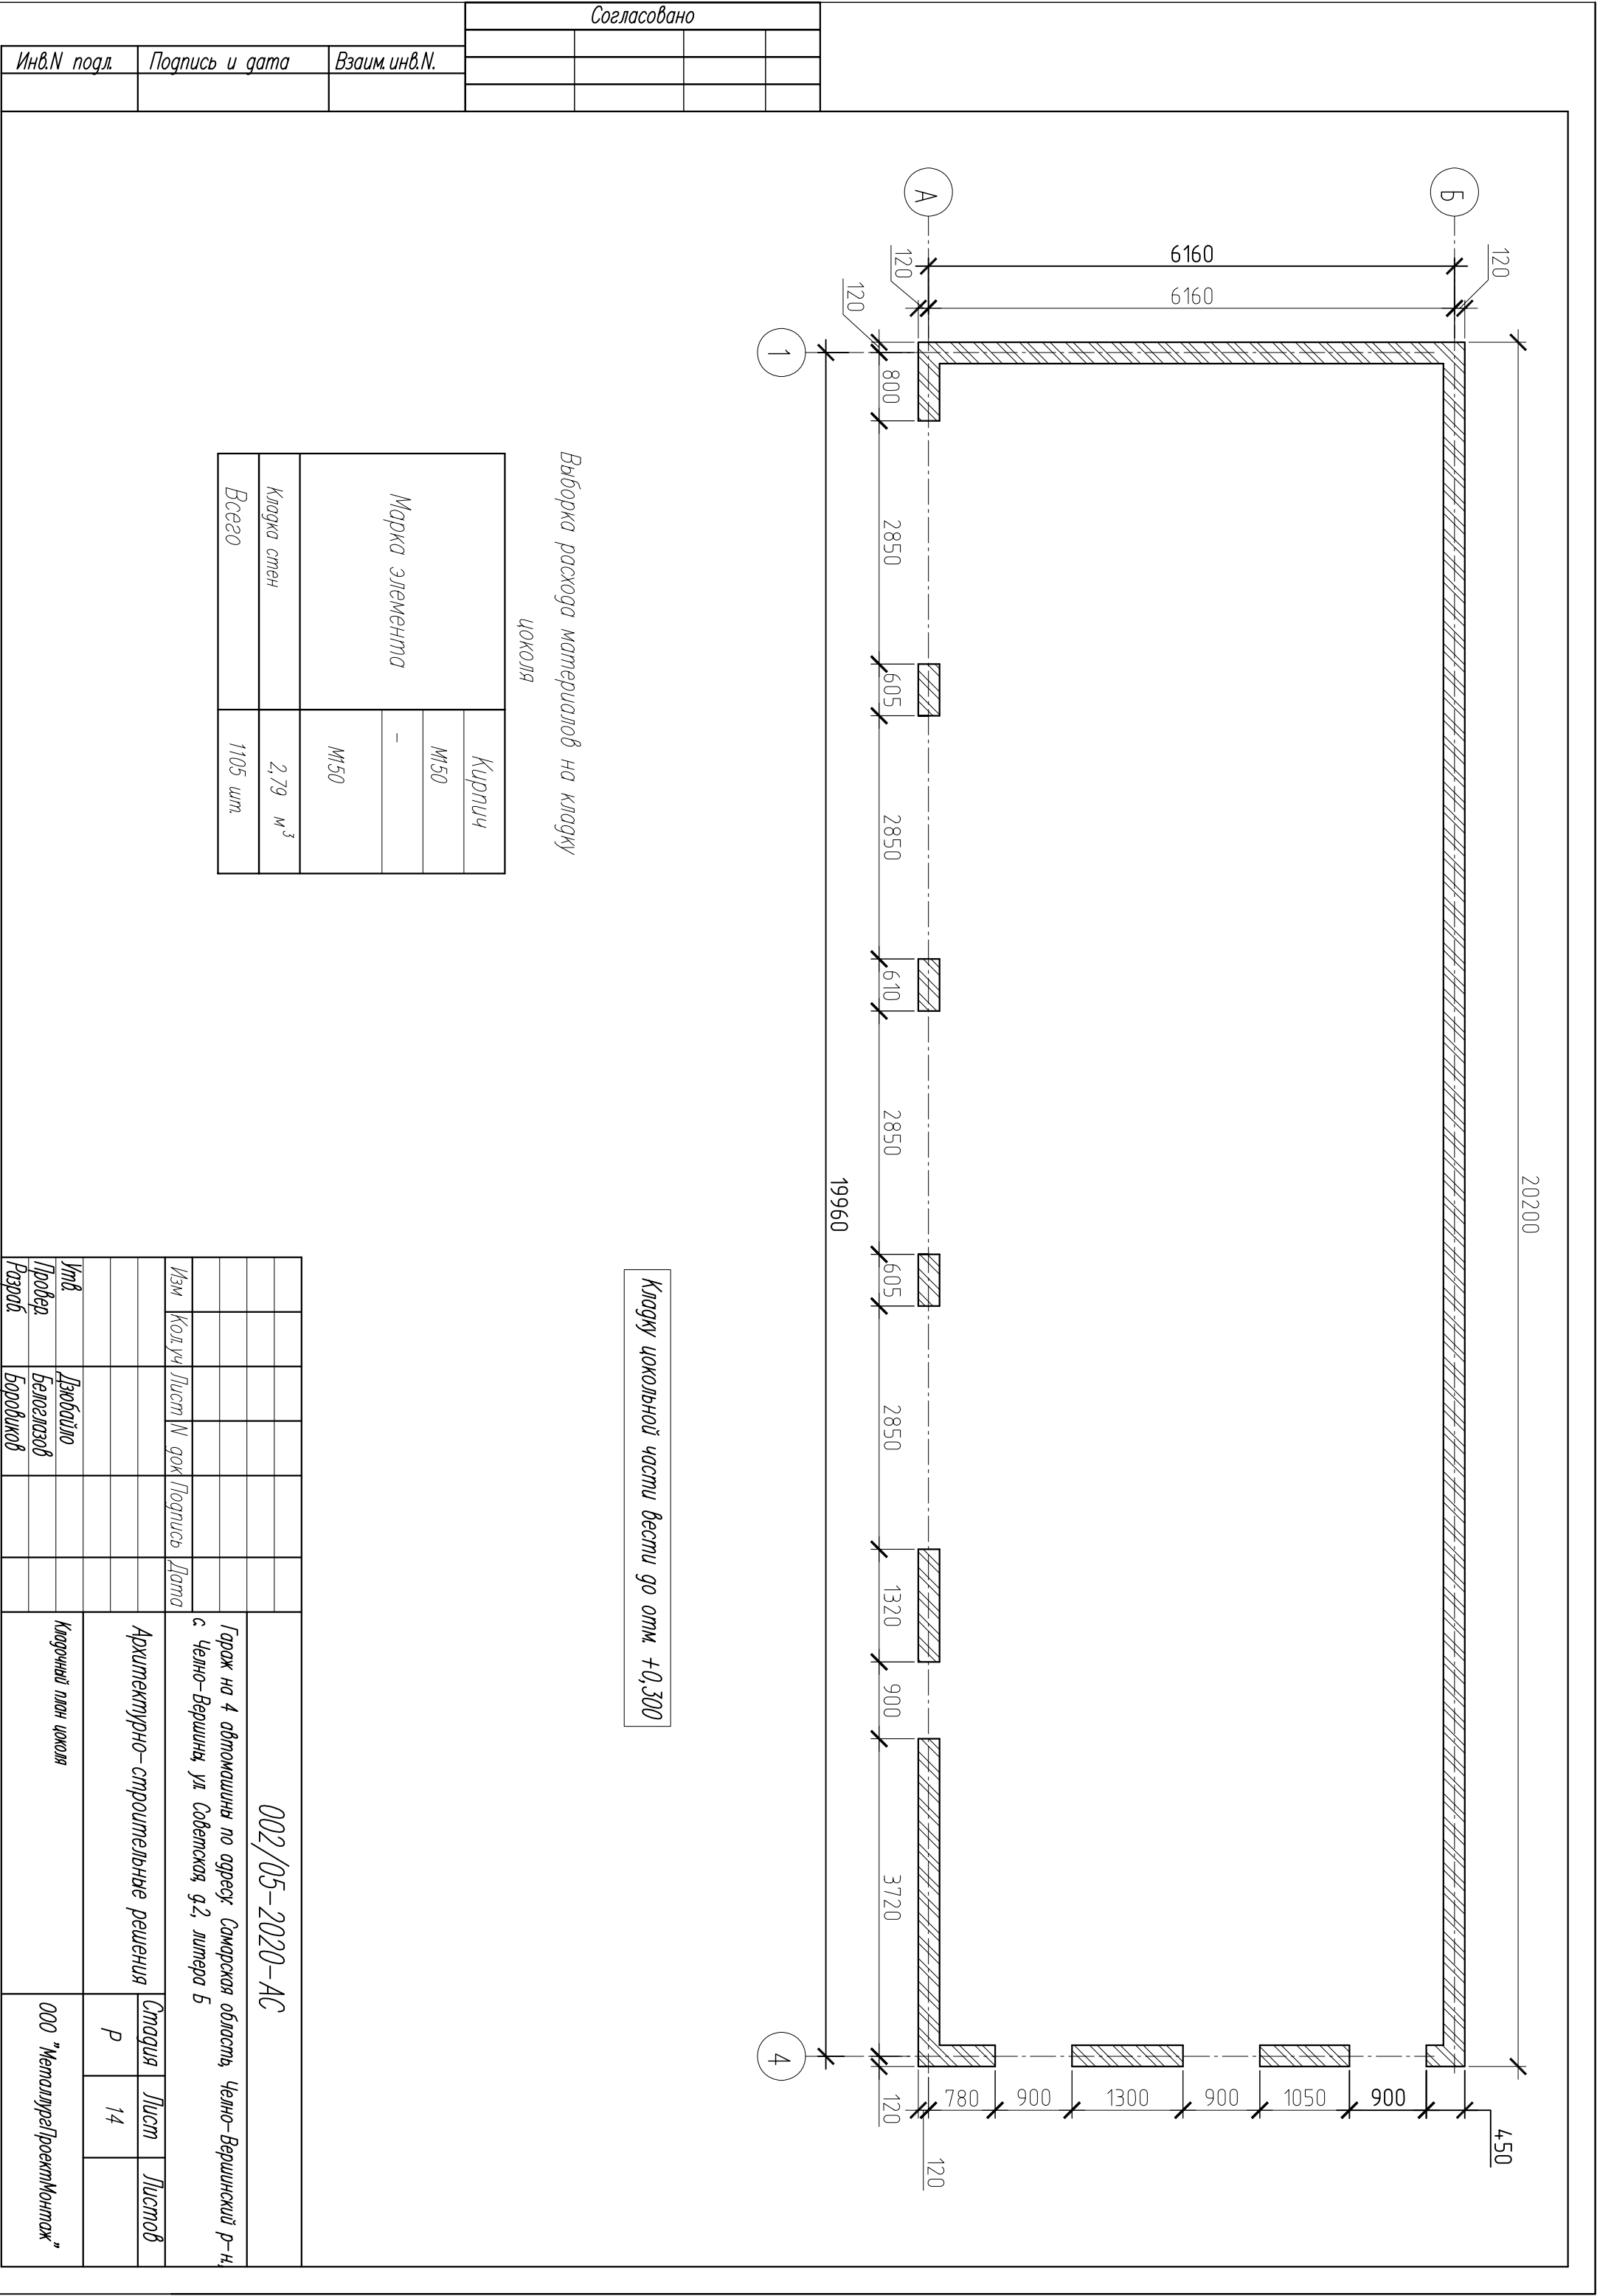 Согласовано
Инв.N подл.
Подпись и дата
Взаим.инв.N.
Б
А
1
4
6160
6160
120
120
120
20200
800
2850
605
2850
610
2850
605
2850
1320
900
3720
120
19960
120
780
900
1300
900
1050
900
450
Кладку цокольной части вести до отм. +0,300
Выборка расхода материалов на кладку
цоколя
Марка элемента
Кирпич
М150
-
М150
Кладка стен
2,79 м³
Всего
1105 шт.
002/05-2020-АС
Гараж на 4 автомашины по адресу: Самарская область, Челно-Вершинский р-н,
с. Челно-Вершины, ул. Советская, д.2, литера Б
Изм Кол.уч Лист N док Подпись Дата
Архитектурно-строительные решения
Стадия Лист Листов
Р 14
Утв. Дзюбайло
Провер. Белоглазов
Разраб. Боровиков
Кладочный план цоколя
ООО "МеталлургПроектМонтаж"